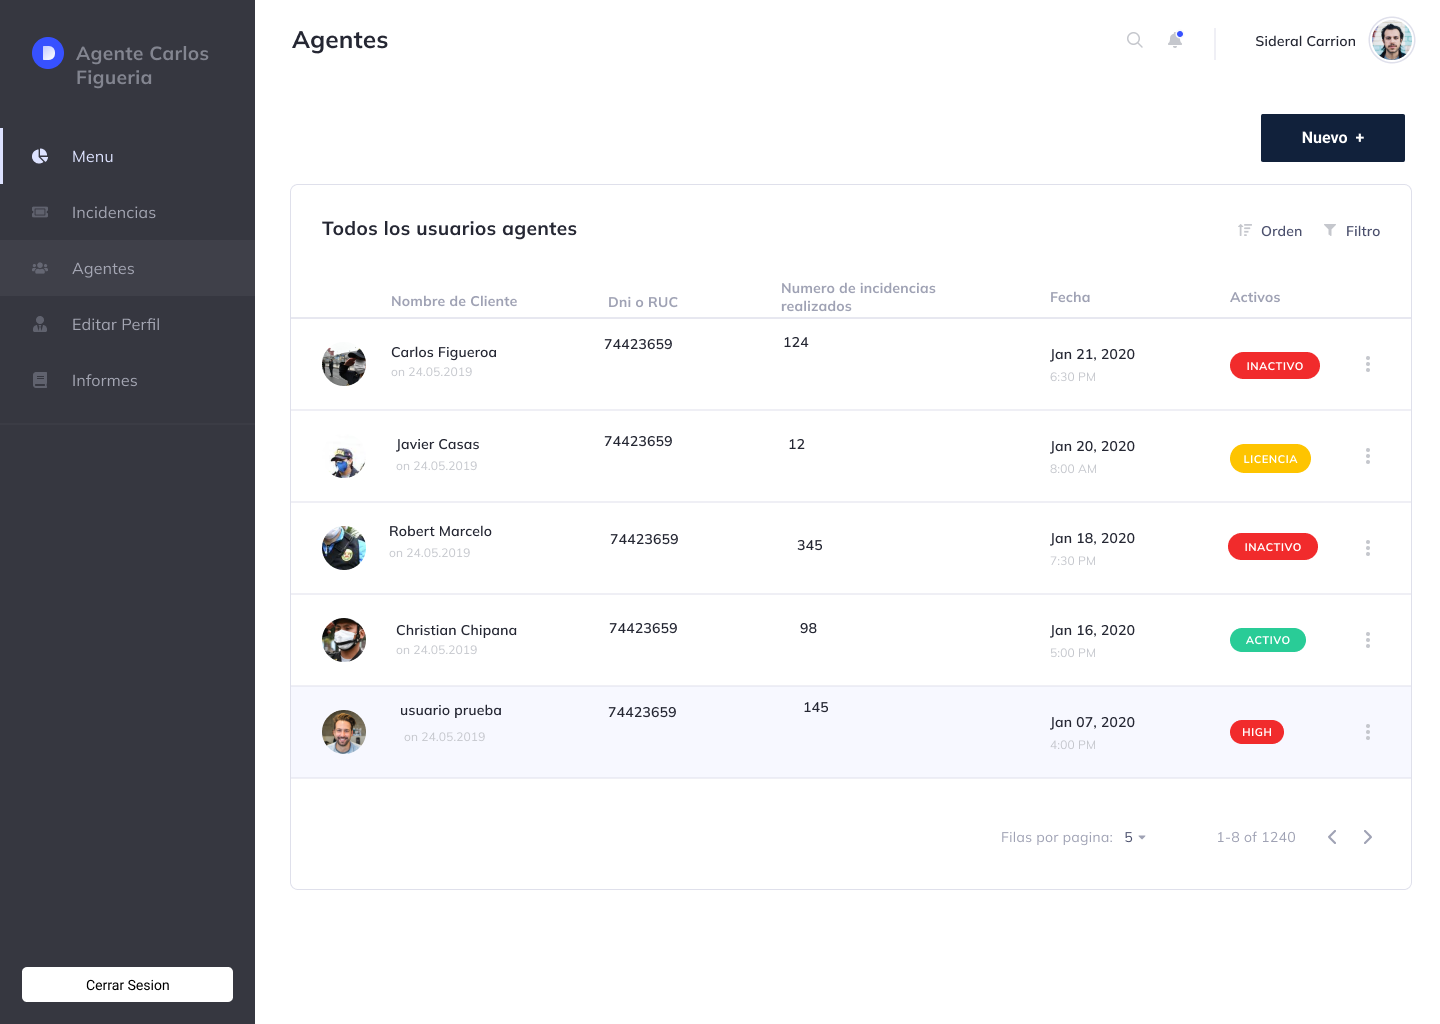 Agente Carlos
Figueria
Menu
Incidencias
Agentes
Editar Perfil
Informes
Cerrar Sesion
Agentes
Sideral Carrion
Nuevo +
Todos los usuarios agentes
Orden Filtro
Nombre de Cliente Dni o RUC Numero de incidencias realizados Fecha Activos
Carlos Figueroa 74423659 124 Jan 21, 2020 INACTIVO
on 24.05.2019 6:30 PM
Javier Casas 74423659 12 Jan 20, 2020 LICENCIA
on 24.05.2019 8:00 AM
Robert Marcelo 74423659 345 Jan 18, 2020 INACTIVO
on 24.05.2019 7:30 PM
Christian Chipana 74423659 98 Jan 16, 2020 ACTIVO
on 24.05.2019 5:00 PM
usuario prueba 74423659 145 Jan 07, 2020 HIGH
on 24.05.2019 4:00 PM
Filas por pagina: 5 1-8 of 1240